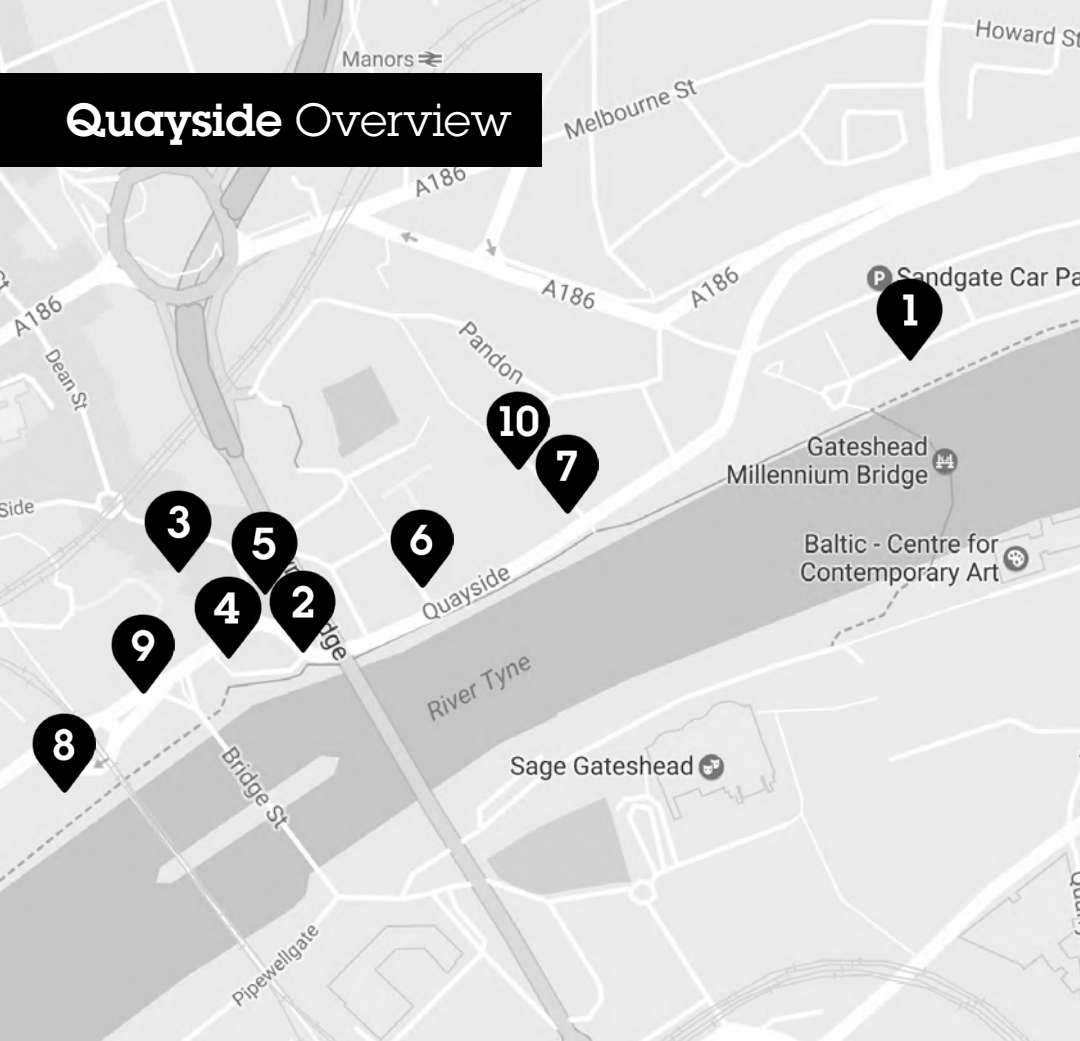 Howard St
Manors
Quayside Overview
Melbourne St
A186
A186
A186
A186
P Sandgate Car Pa
1
Dean St
Pandon
10
7
Gateshead
Millennium Bridge
Side
3
5
6
Baltic - Centre for
Contemporary Art
Quayside
4
2
dge
9
River Tyne
8
Bridge St
Sage Gateshead
Pipewellgate